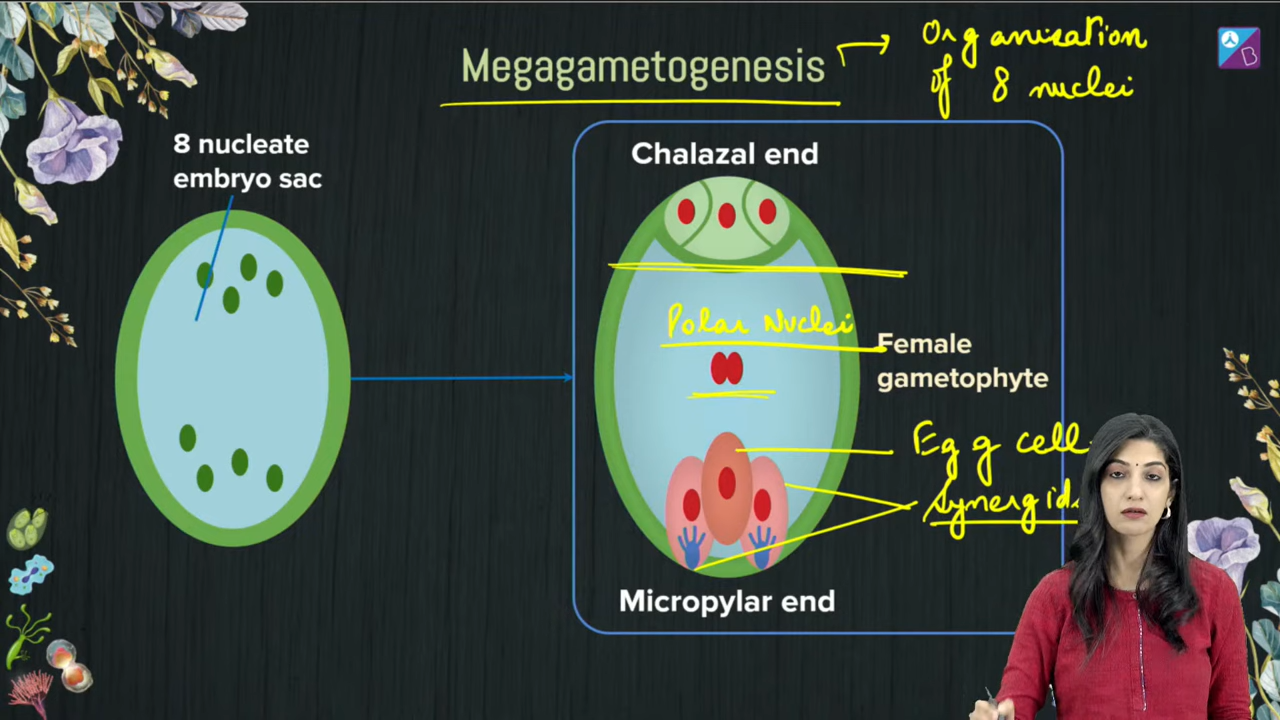 Megagametogenesis
Organisation
of 8 nuclei
8 nucleate
embryo sac
Chalazal end
Polar Nuclei
Female
gametophyte
Egg cell
Synergids
Micropylar end
B